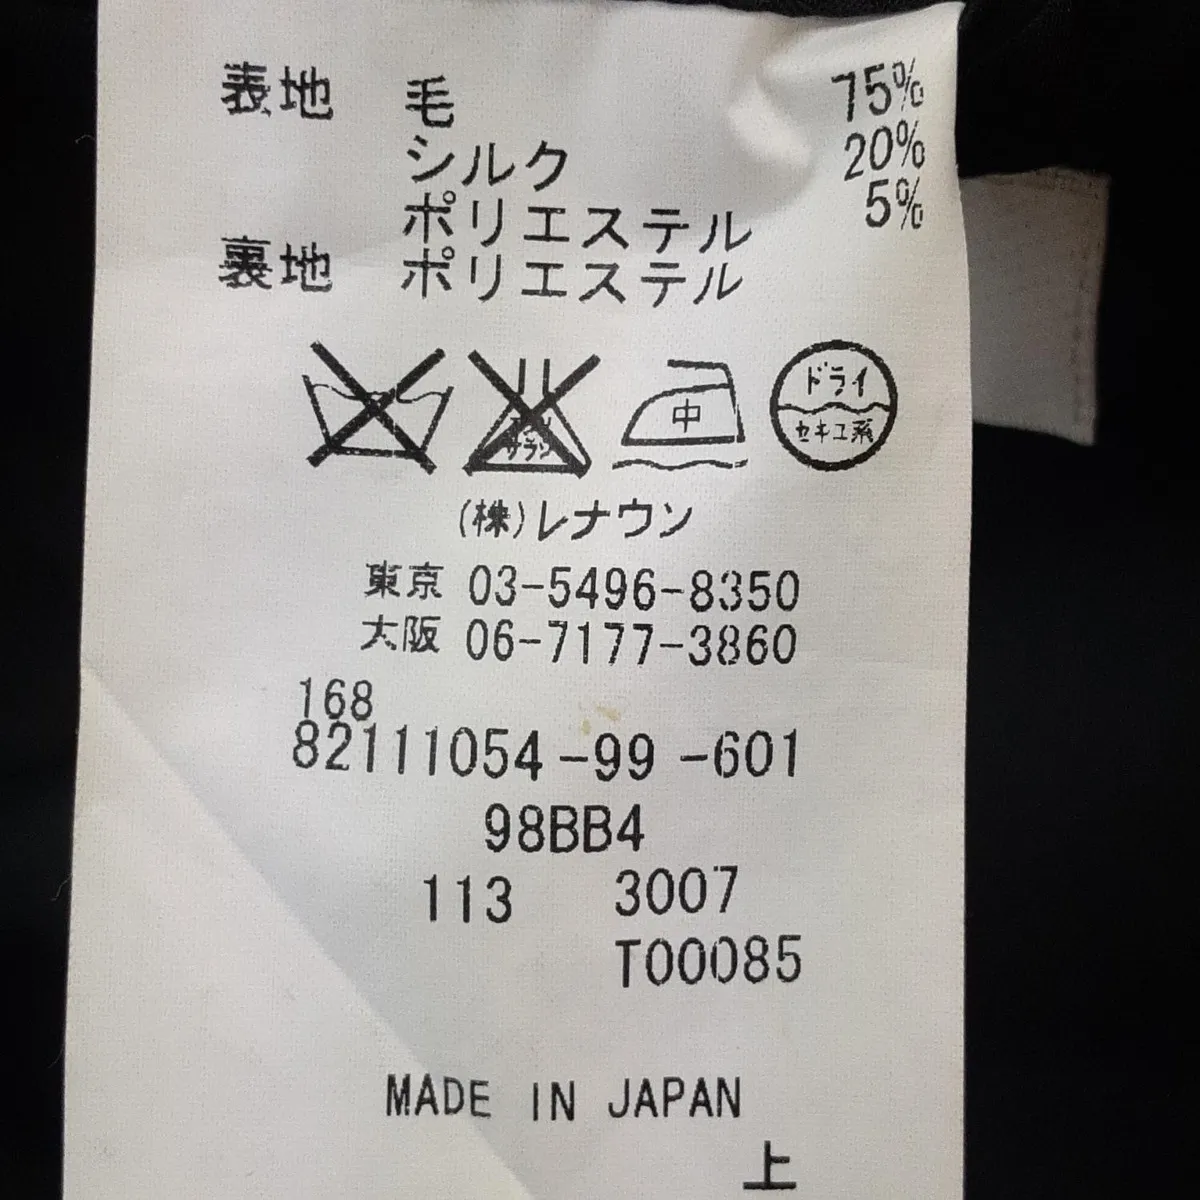 表地 毛 75%
シルク 20%
ポリエステル 5%
裏地 ポリエステル
サラシ
中
ドライ
セキユ系
(株)レナウン
東京 03-5496-8350
大阪 06-7177-3860
168
82111054-99-601
98BB4
113 3007
T00085
MADE IN JAPAN
上